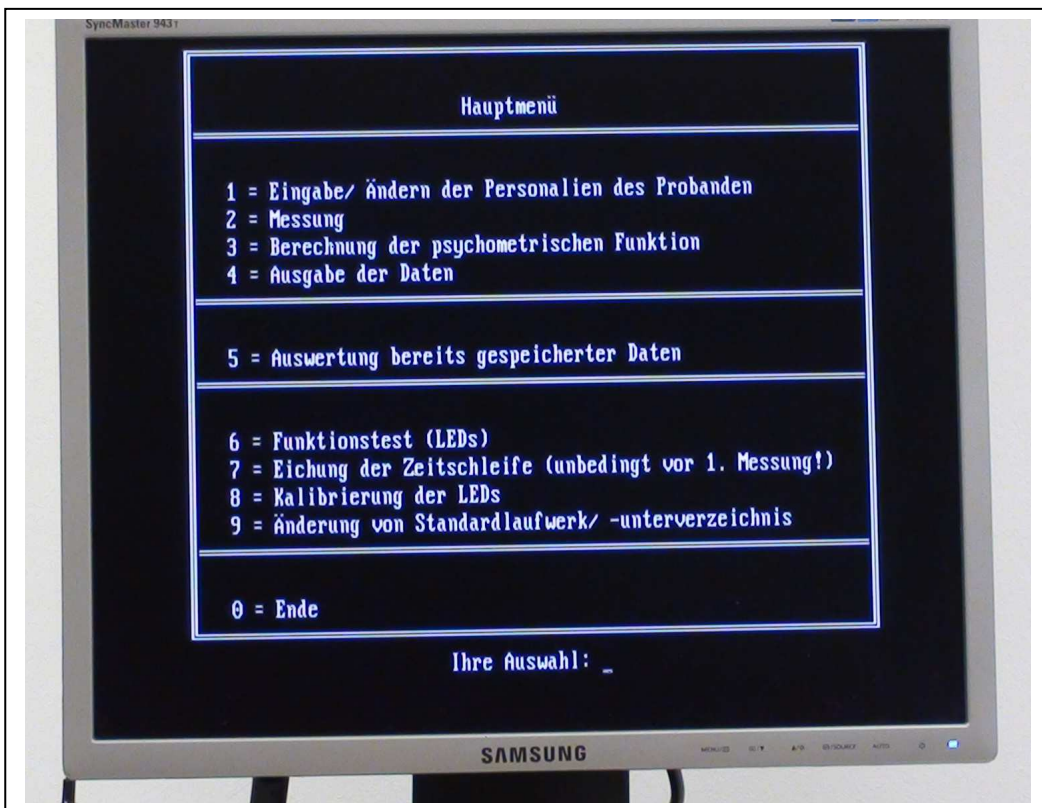 SyncMaster 943T
Hauptmenü
1 = Eingabe/ Ändern der Personalien des Probanden
2 = Messung
3 = Berechnung der psychometrischen Funktion
4 = Ausgabe der Daten
5 = Auswertung bereits gespeicherter Daten
6 = Funktionstest (LEDs)
7 = Eichung der Zeitschleife (unbedingt vor 1. Messung!)
8 = Kalibrierung der LEDs
9 = Änderung von Standardlaufwerk/ -unterverzeichnis
0 = Ende
Ihre Auswahl: _
SAMSUNG